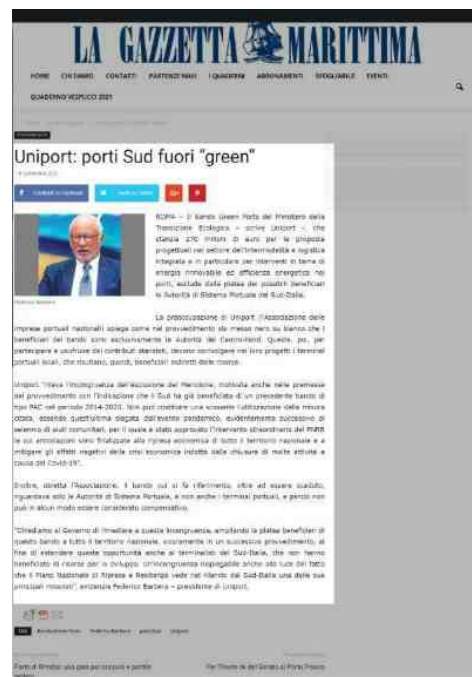 LA GAZZETTA MARITTIMA
HOME CHI SIAMO CONTATTI PARTENZE NAVI I QUADERNI ABBONAMENTI SFOGLIABILE EVENTI
QUADERNO VESPUCCI 2021
Uniport: porti Sud fuori “green”
ROMA – Il bando Green Ports del Ministero della
Transizione Ecologica – scrive Uniport – che
stanzia 270 milioni di euro per le proposte
progettuali nel settore dell'intermodalità e logistica
integrata e in particolare per interventi in tema di
energia rinnovabile ed efficienza energetica nei
porti, esclude dalla platea dei possibili beneficiari
le Autorità di Sistema Portuale del Sud-Italia.
Federico Barbera
La preoccupazione di Uniport (l'Associazione delle
imprese portuali nazionali) spiega come nel provvedimento sia messo nero su bianco che i
beneficiari del bando sono esclusivamente le Autorità del Centro-Nord. Queste, poi, per
partecipare e usufruire dei contributi statali, devono coinvolgere nei loro progetti i terminal
portuali locali, che risultano, quindi, beneficiari indiretti delle risorse.
Uniport “rileva l'incongruenza dell'esclusione del Meridione, motivata anche nelle premesse
del provvedimento con l'indicazione che il Sud ha già beneficiato di un precedente bando di
tipo PAC nel periodo 2014-2020. Non può costituire una scusante l'utilizzazione della misura
citata, essendo quest'ultima slegata dall'evento pandemico, evidentemente successivo al
settennio di aiuti comunitari, per il quale è stato approvato l'intervento straordinario del PNRR
le cui annotazioni sono finalizzate alla ripresa economica di tutto il territorio nazionale e a
mitigare gli effetti negativi della crisi economica indotta dalla chiusura di molte attività a
causa del Covid-19”.
Inoltre, obietta l'Associazione, il bando cui si fa riferimento, oltre ad essere scaduto,
riguardava solo le Autorità di Sistema Portuale, e non anche i terminal portuali, e perciò non
può in alcun modo essere considerato compensativo.
“Chiediamo al Governo di rimediare a questa incongruenza, ampliando la platea beneficiari di
questo bando a tutto il territorio nazionale, sicuramente in un successivo provvedimento, al
fine di estendere queste opportunità anche ai terminalisti del Sud-Italia, che non hanno
beneficiato di risorse per lo sviluppo. Un'incongruenza inspiegabile anche alla luce del fatto
che il Piano Nazionale di Ripresa e Resilienza vede nel rilancio del Sud-Italia una delle sue
principali missioni”, evidenzia Federico Barbera – presidente di Uniport.
Federico Barbera porti Sud Uniport